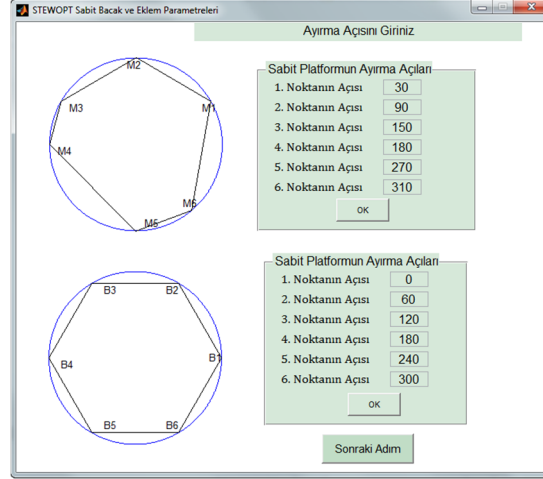 STEWOPT Sabit Bacak ve Eklem Parametreleri
Ayırma Açısını Giriniz
M2
M3
M1
M4
M6
M5
Sabit Platformun Ayırma Açıları
1. Noktanın Açısı 30
2. Noktanın Açısı 90
3. Noktanın Açısı 150
4. Noktanın Açısı 180
5. Noktanın Açısı 270
6. Noktanın Açısı 310
OK
B3
B2
B4
B1
B5
B6
Sabit Platformun Ayırma Açıları
1. Noktanın Açısı 0
2. Noktanın Açısı 60
3. Noktanın Açısı 120
4. Noktanın Açısı 180
5. Noktanın Açısı 240
6. Noktanın Açısı 300
OK
Sonraki Adım